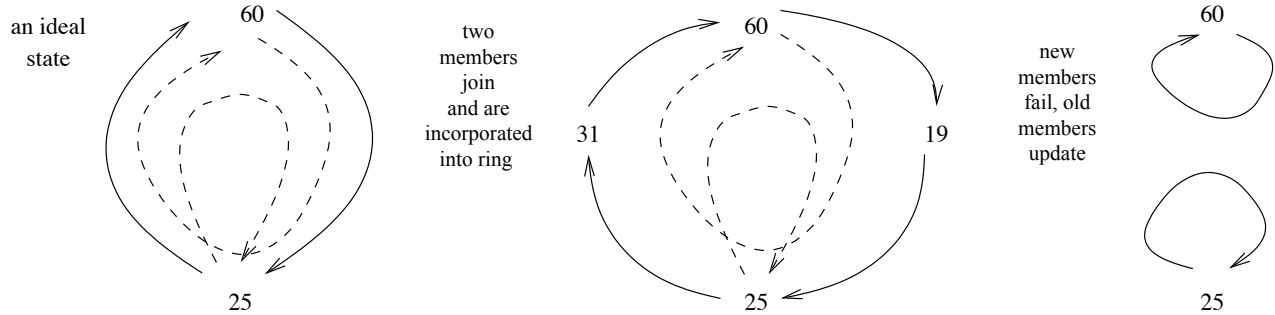 an ideal
state
60
25
two
members
join
and are
incorporated
into ring
60
31
19
25
new
members
fail, old
members
update
60
25